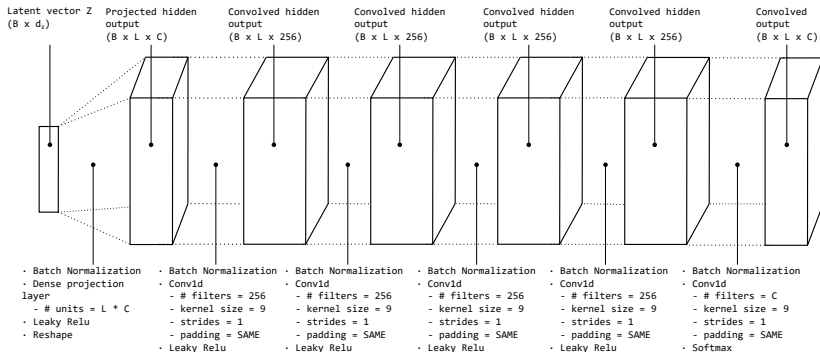 Latent vector Z
(B x d_z)
Projected hidden
output
(B x L x C)
Convolved hidden
output
(B x L x 256)
Convolved hidden
output
(B x L x 256)
Convolved hidden
output
(B x L x 256)
Convolved hidden
output
(B x L x 256)
Convolved
output
(B x L x C)
· Batch Normalization
· Dense projection
layer
- # units = L * C
· Leaky Relu
· Reshape
· Batch Normalization
· Conv1d
- # filters = 256
- kernel size = 9
- strides = 1
- padding = SAME
· Leaky Relu
· Batch Normalization
· Conv1d
- # filters = 256
- kernel size = 9
- strides = 1
- padding = SAME
· Leaky Relu
· Batch Normalization
· Conv1d
- # filters = 256
- kernel size = 9
- strides = 1
- padding = SAME
· Leaky Relu
· Batch Normalization
· Conv1d
- # filters = 256
- kernel size = 9
- strides = 1
- padding = SAME
· Leaky Relu
· Batch Normalization
· Conv1d
- # filters = C
- kernel size = 9
- strides = 1
- padding = SAME
· Softmax